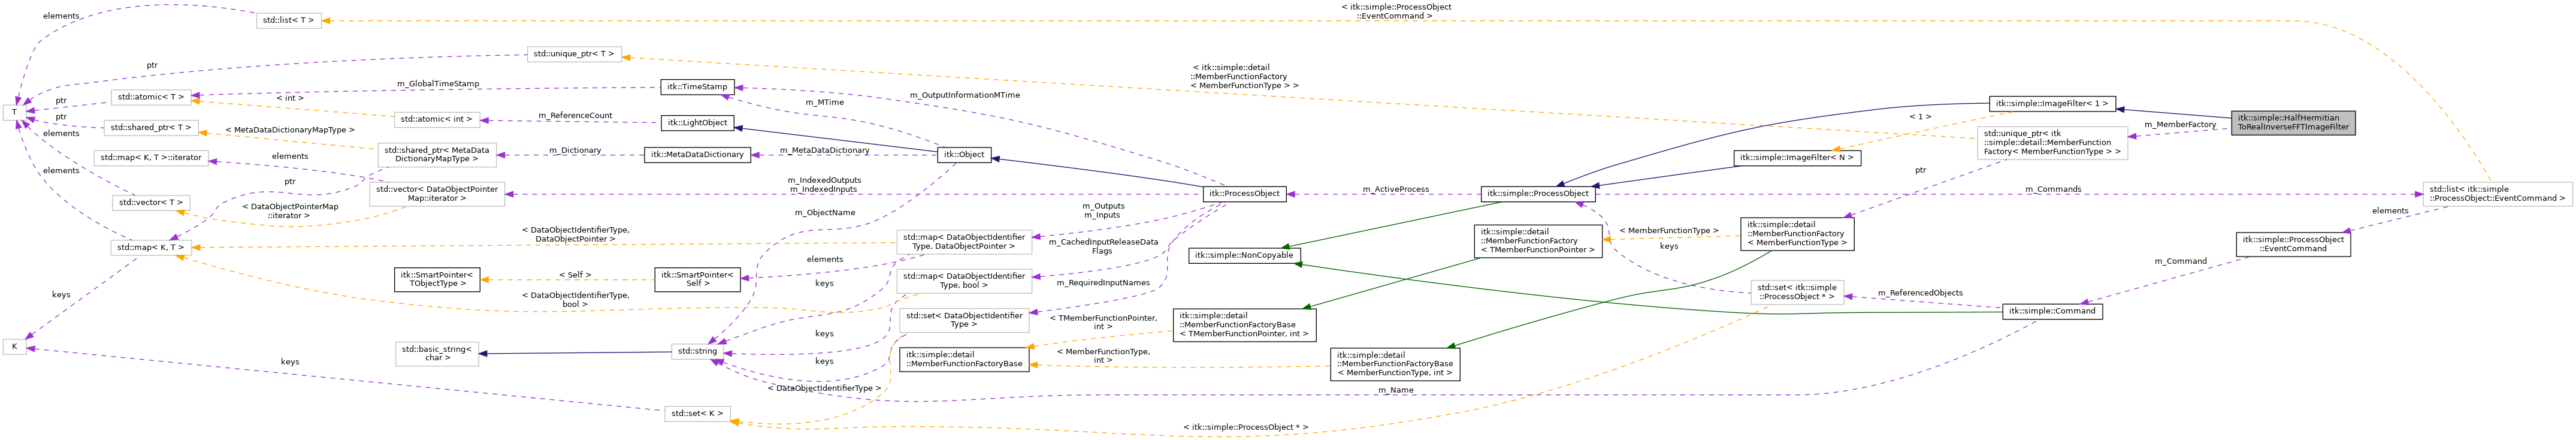 elements
std::list< T >
< itk::simple::ProcessObject
::EventCommand >
std::unique_ptr< T >
ptr
< itk::simple::detail
::MemberFunctionFactory
< MemberFunctionType > >
m_GlobalTimeStamp
itk::TimeStamp
m_OutputInformationMTime
std::atomic< T >
ptr
< int >
m_MTime
T
ptr
std::atomic< int >
m_ReferenceCount
itk::LightObject
itk::simple::ImageFilter< 1 >
itk::simple::HalfHermitian
ToRealInverseFFTImageFilter
m_MemberFactory
< 1 >
std::shared_ptr< T >
< MetaDataDictionaryMapType >
elements
std::unique_ptr< itk
::simple::detail::MemberFunction
Factory< MemberFunctionType > >
std::map< K, T >::iterator
elements
std::shared_ptr< MetaData
DictionaryMapType >
m_Dictionary
itk::MetaDataDictionary
m_MetaDataDictionary
itk::Object
itk::simple::ImageFilter< N >
elements
ptr
ptr
std::vector< DataObjectPointer
Map::iterator >
m_IndexedOutputs
m_IndexedInputs
itk::ProcessObject
m_ActiveProcess
itk::simple::ProcessObject
m_Commands
std::list< itk::simple
::ProcessObject::EventCommand >
std::vector< T >
< DataObjectPointerMap
::iterator >
m_ObjectName
m_Outputs
m_Inputs
elements
std::map< K, T >
< DataObjectIdentifierType,
DataObjectPointer >
std::map< DataObjectIdentifier
Type, DataObjectPointer >
m_CachedInputReleaseData
Flags
itk::simple::NonCopyable
itk::simple::detail
::MemberFunctionFactory
< TMemberFunctionPointer >
< MemberFunctionType >
keys
itk::simple::detail
::MemberFunctionFactory
< MemberFunctionType >
itk::simple::ProcessObject
::EventCommand
m_Command
elements
itk::SmartPointer<
TObjectType >
< Self >
itk::SmartPointer<
Self >
keys
std::map< DataObjectIdentifier
Type, bool >
m_RequiredInputNames
keys
< DataObjectIdentifierType,
bool >
std::set< itk::simple
::ProcessObject * >
m_ReferencedObjects
itk::simple::Command
std::set< DataObjectIdentifier
Type >
< TMemberFunctionPointer,
int >
itk::simple::detail
::MemberFunctionFactoryBase
< TMemberFunctionPointer, int >
keys
K
std::basic_string<
char >
std::string
keys
itk::simple::detail
::MemberFunctionFactoryBase
< MemberFunctionType,
int >
itk::simple::detail
::MemberFunctionFactoryBase
< MemberFunctionType, int >
keys
< DataObjectIdentifierType >
m_Name
std::set< K >
< itk::simple::ProcessObject * >